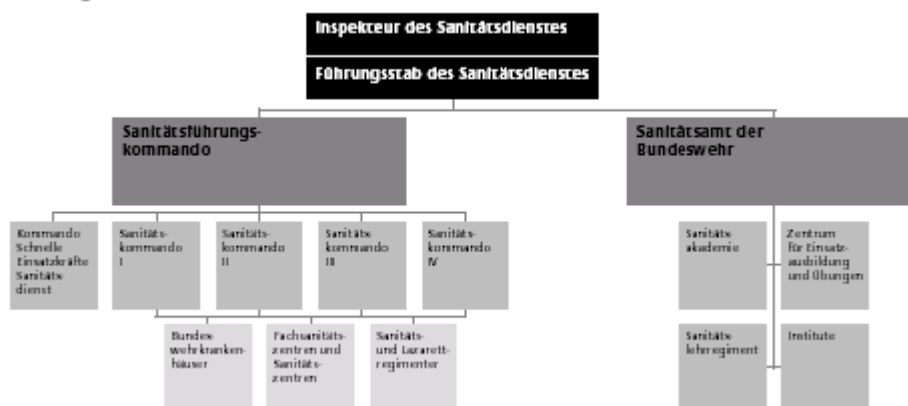 Inspekteur des Sanitätsdienstes
Führungsstab des Sanitätsdienstes
Sanitätsführungs-
kommando
Sanitätsamt der
Bundeswehr
Kommando
Schnelle
Einsatzkräfte
Sanitäts-
dienst
Sanitäts-
kommando
I
Sanitäts-
kommando
II
Sanitäts-
kommando
III
Sanitäts-
kommando
IV
Sanitäts-
akademie
Zentrum
für Einsatz-
ausbildung
und Übungen
Bundes-
wehrkranken-
häuser
Fachsanitäts-
zentren und
Sanitäts-
zentren
Sanitäts-
und Lazarett-
regimenter
Sanitäts-
lehrregiment
Institute